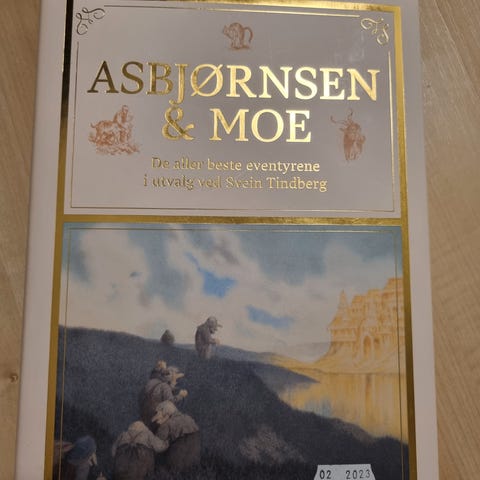 ASBJØRNSEN
& MOE
De aller beste eventyrene
i utvalg ved Svein Tindberg
02 2023